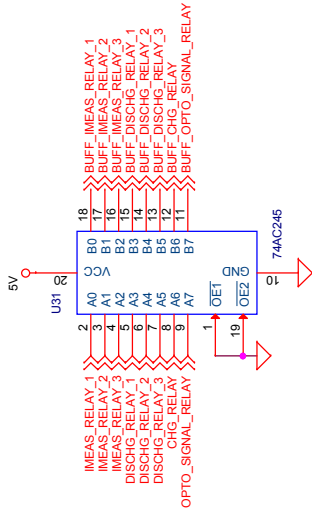 5V
20
VCC
U31
IMEAS_RELAY_1 2 A0 B0 18 BUFF_IMEAS_RELAY_1
IMEAS_RELAY_2 3 A1 B1 17 BUFF_IMEAS_RELAY_2
IMEAS_RELAY_3 4 A2 B2 16 BUFF_IMEAS_RELAY_3
DISCHG_RELAY_1 5 A3 B3 15 BUFF_DISCHG_RELAY_1
DISCHG_RELAY_2 6 A4 B4 14 BUFF_DISCHG_RELAY_2
DISCHG_RELAY_3 7 A5 B5 13 BUFF_DISCHG_RELAY_3
CHG_RELAY 8 A6 B6 12 BUFF_CHG_RELAY
OPTO_SIGNAL_RELAY 9 A7 B7 11 BUFF_OPTO_SIGNAL_RELAY
1 OE1
19 OE2
GND
10
74AC245